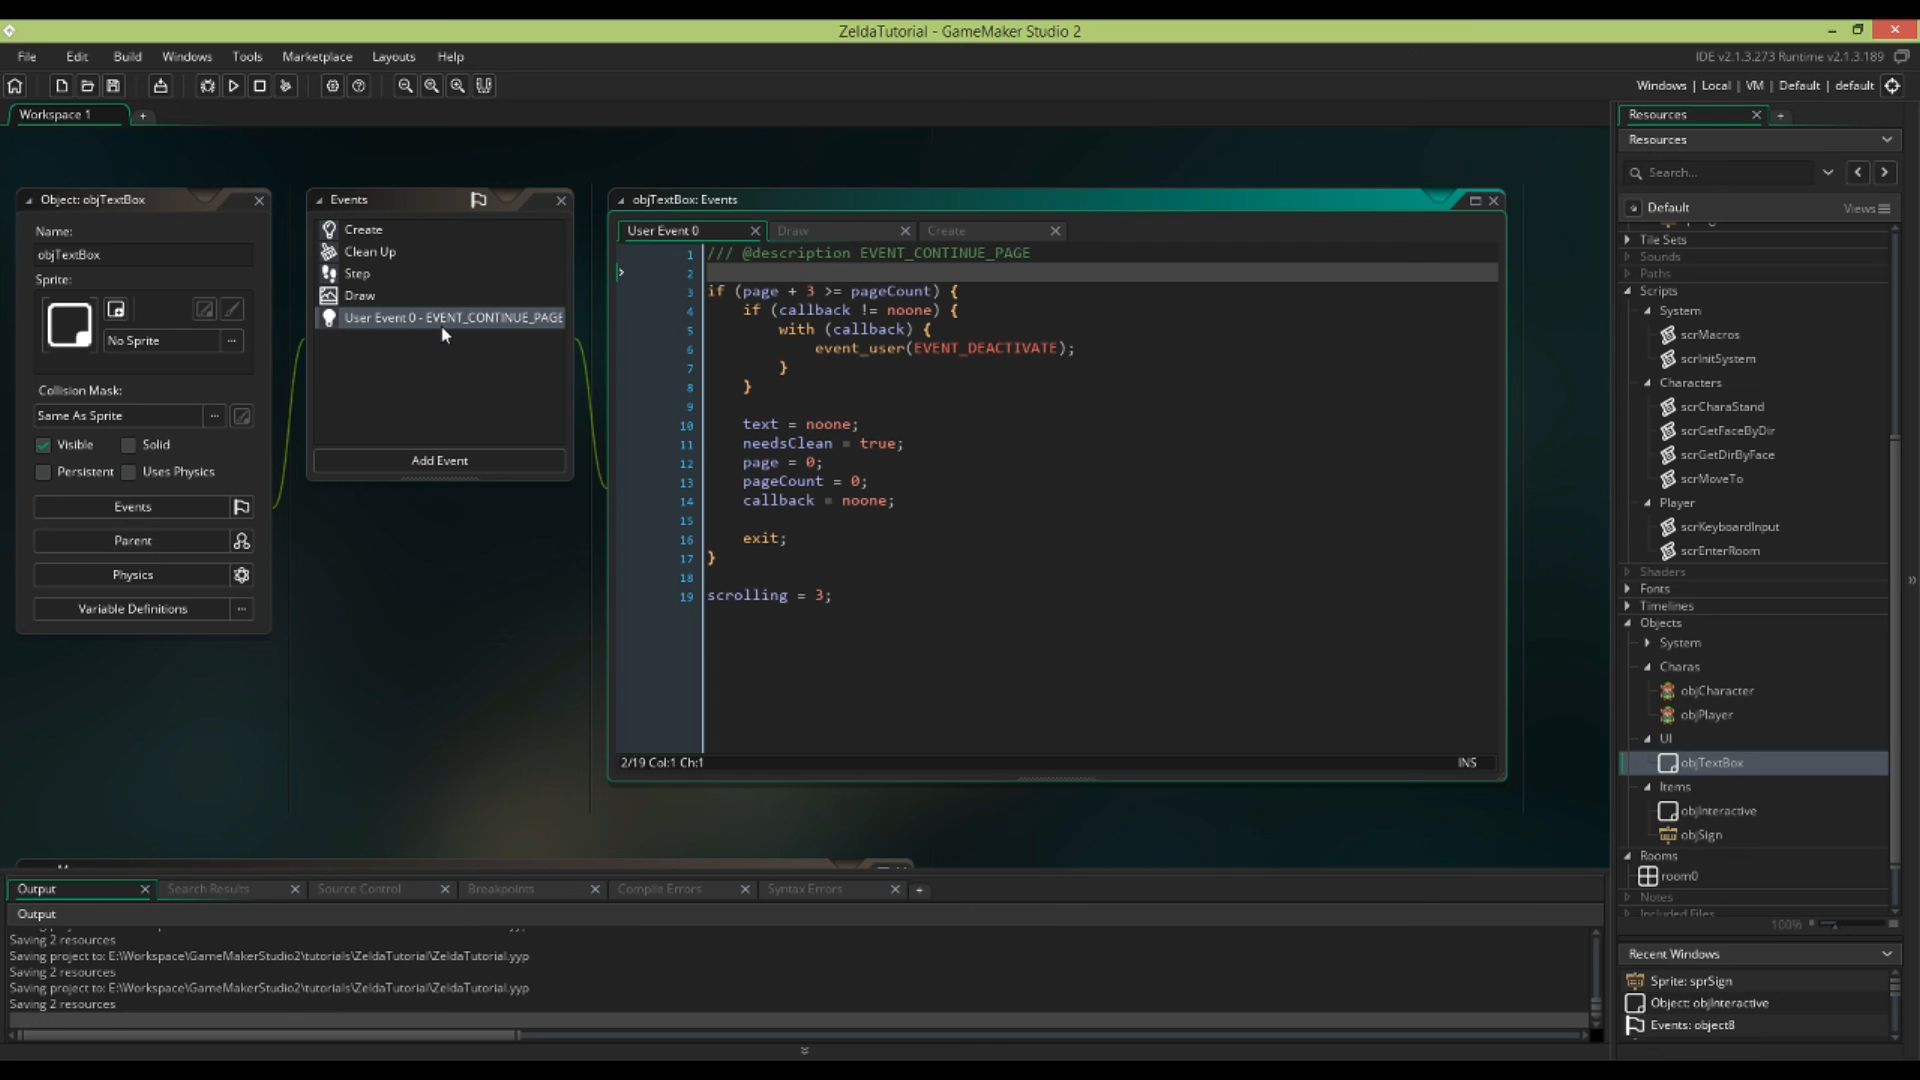 ZeldaTutorial - GameMaker Studio 2
File Edit Build Windows Tools Marketplace Layouts Help
IDE v2.1.3.273 Runtime v2.1.3.189
Windows | Local | VM | Default | default
Workspace 1
Object: objTextBox
Name:
objTextBox
Sprite:
No Sprite ...
Collision Mask:
Same As Sprite ...
Visible Solid
Persistent Uses Physics
Events
Parent
Physics
Variable Definitions ...
Events
Create
Clean Up
Step
Draw
User Event 0 - EVENT_CONTINUE_PAGE
Add Event
objTextBox: Events
User Event 0 Draw Create
1 /// @description EVENT_CONTINUE_PAGE
2
3 if (page + 3 >= pageCount) {
4 if (callback != noone) {
5 with (callback) {
6 event_user(EVENT_DEACTIVATE);
7 }
8 }
9
10 text = noone;
11 needsClean = true;
12 page = 0;
13 pageCount = 0;
14 callback = noone;
15
16 exit;
17 }
18
19 scrolling = 3;
2/19 Col:1 Ch:1 INS
Resources
Resources
Search...
Default Views
Tile Sets
Sounds
Paths
Scripts
System
scrMacros
scrInitSystem
Characters
scrCharaStand
scrGetFaceByDir
scrGetDirByFace
scrMoveTo
Player
scrKeyboardInput
scrEnterRoom
Shaders
Fonts
Timelines
Objects
System
Charas
objCharacter
objPlayer
UI
objTextBox
Items
objInteractive
objSign
Rooms
room0
Notes
Included Files
100%
Recent Windows
Sprite: sprSign
Object: objInteractive
Events: object8
Output Search Results Source Control Breakpoints Compile Errors Syntax Errors
Output
Saving 2 resources
Saving project to: E:\Workspace\GameMakerStudio2\tutorials\ZeldaTutorial\ZeldaTutorial.yyp
Saving 2 resources
Saving project to: E:\Workspace\GameMakerStudio2\tutorials\ZeldaTutorial\ZeldaTutorial.yyp
Saving 2 resources